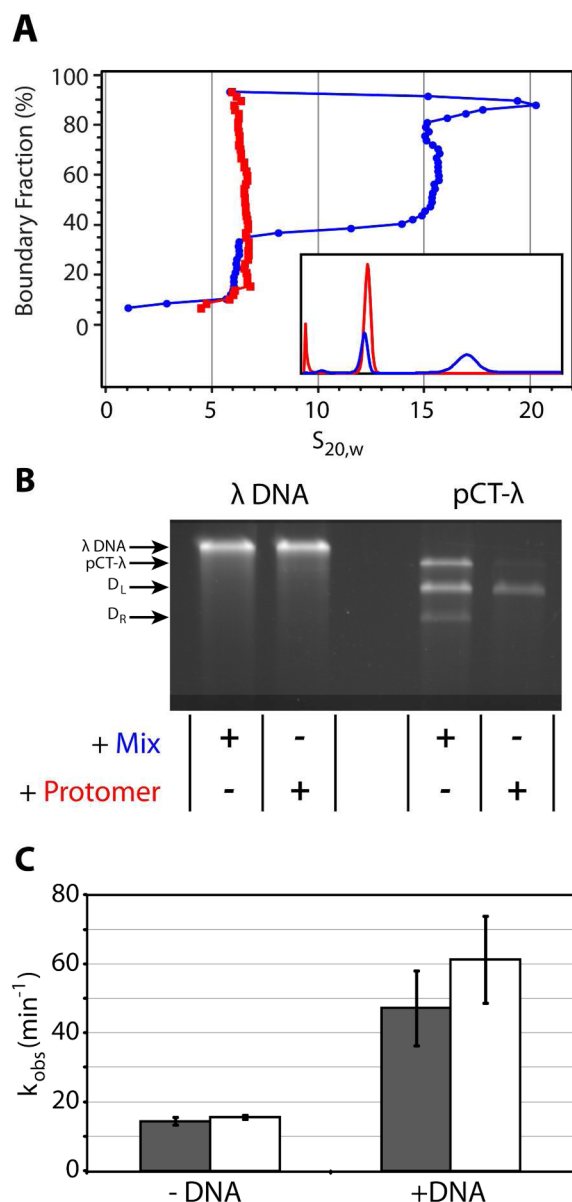 A
Boundary Fraction (%)
100
80
60
40
20
0
0 5 10 15 20
S20,w
B
λ DNA pCT-λ
λ DNA
pCT-λ
DL
DR
+ Mix + - + -
+ Protomer - + - +
C
kobs (min-1)
80
60
40
20
0
- DNA +DNA